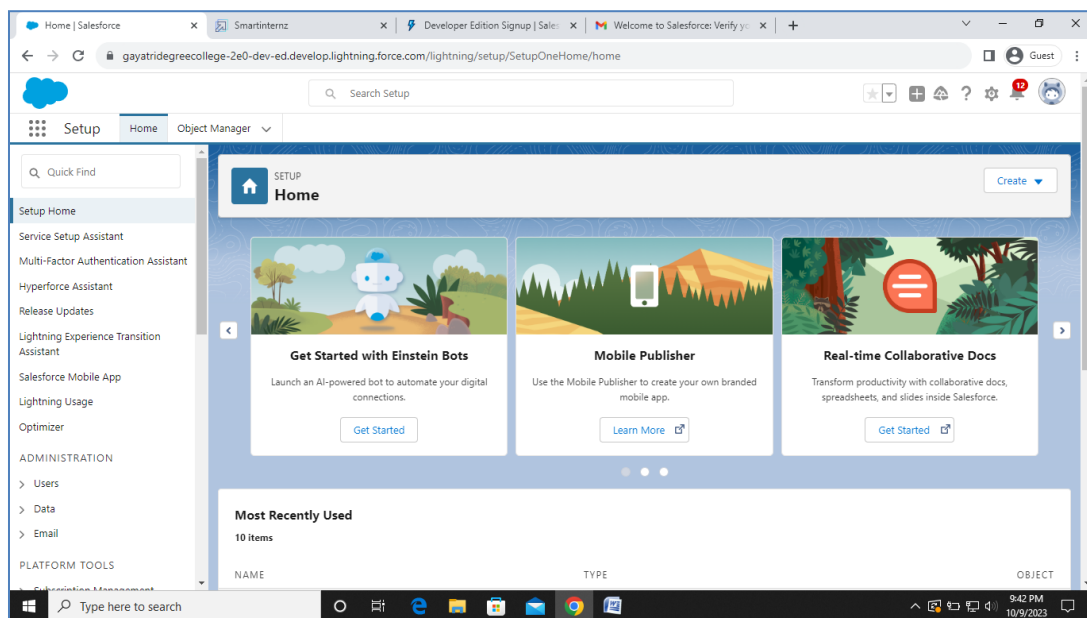 Home | Salesforce
Smartinternz
Developer Edition Signup | Sale
Welcome to Salesforce: Verify yo
gayatridegreecollege-2e0-dev-ed.develop.lightning.force.com/lightning/setup/SetupOneHome/home
Guest
Search Setup
12
Setup
Home
Object Manager
Quick Find
Setup Home
Service Setup Assistant
Multi-Factor Authentication Assistant
Hyperforce Assistant
Release Updates
Lightning Experience Transition
Assistant
Salesforce Mobile App
Lightning Usage
Optimizer
ADMINISTRATION
Users
Data
Email
PLATFORM TOOLS
Subscription Management
SETUP
Home
Create
Get Started with Einstein Bots
Launch an AI-powered bot to automate your digital
connections.
Get Started
Mobile Publisher
Use the Mobile Publisher to create your own branded
mobile app.
Learn More
Real-time Collaborative Docs
Transform productivity with collaborative docs,
spreadsheets, and slides inside Salesforce.
Get Started
Most Recently Used
10 items
NAME TYPE OBJECT
Type here to search
9:42 PM
10/9/2023